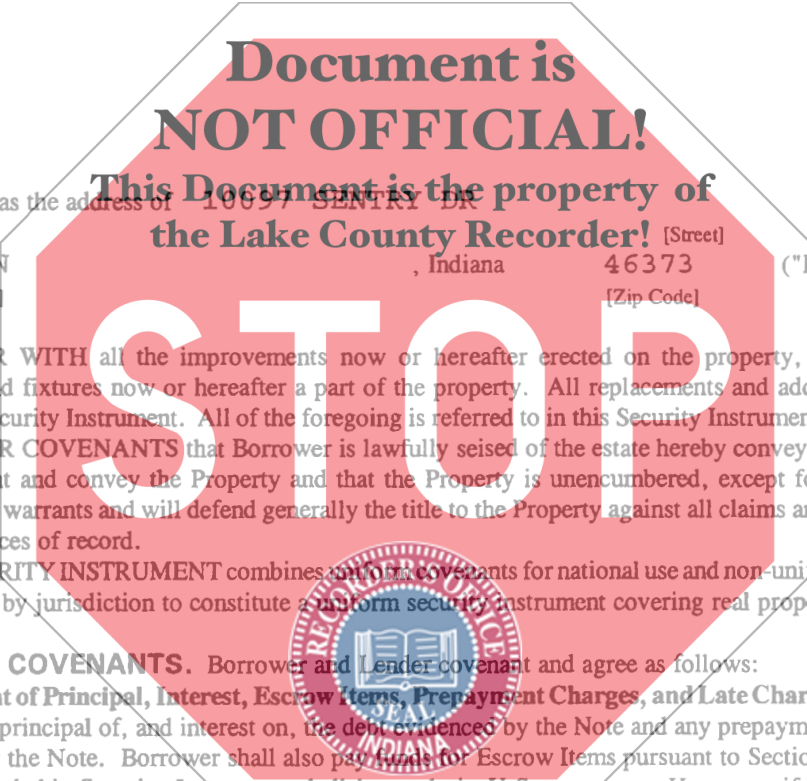 Document is
NOT OFFICIAL!
This Document is the property of
the Lake County Recorder!
as the address of 10697 SENTRY DR
[Street]
N , Indiana 46373 ("
[Zip Code]
STOP
R WITH all the improvements now or hereafter erected on the property,
d fixtures now or hereafter a part of the property. All replacements and add
curity Instrument. All of the foregoing is referred to in this Security Instrumen
R COVENANTS that Borrower is lawfully seised of the estate hereby convey
t and convey the Property and that the Property is unencumbered, except f
warrants and will defend generally the title to the Property against all claims a
ces of record.
RITY INSTRUMENT combines uniform covenants for national use and non-uni
by jurisdiction to constitute a uniform security instrument covering real prop
RECORDER'S OFFICE
SEAL
INDIANA
COVENANTS. Borrower and Lender covenant and agree as follows:
t of Principal, Interest, Escrow Items, Prepayment Charges, and Late Char
principal of, and interest on, the debt evidenced by the Note and any prepaym
the Note. Borrower shall also pay funds for Escrow Items pursuant to Sectio